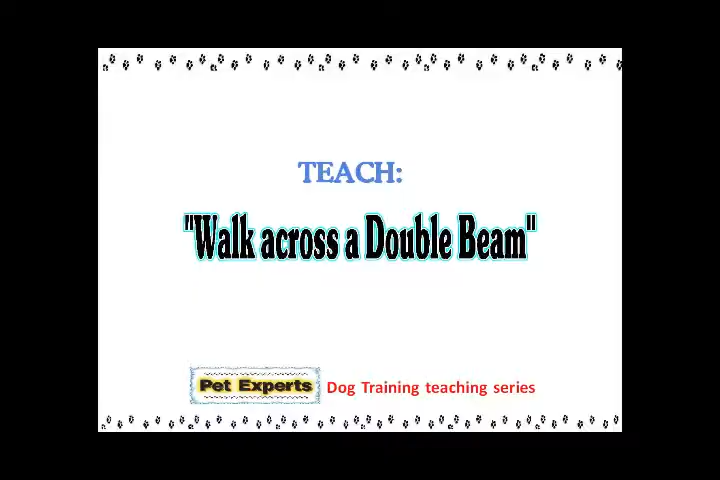 TEACH:
"Walk across a Double Beam"
Pet Experts Dog Training teaching series